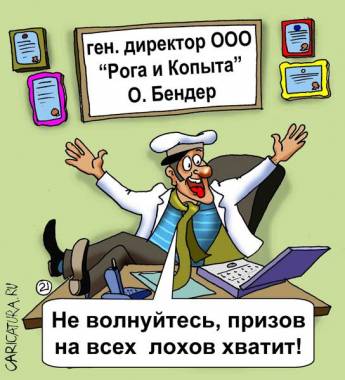 ген. директор ООО
“Рога и Копыта”
О. Бендер
Не волнуйтесь, призов
на всех лохов хватит!
CARICATURA.RU